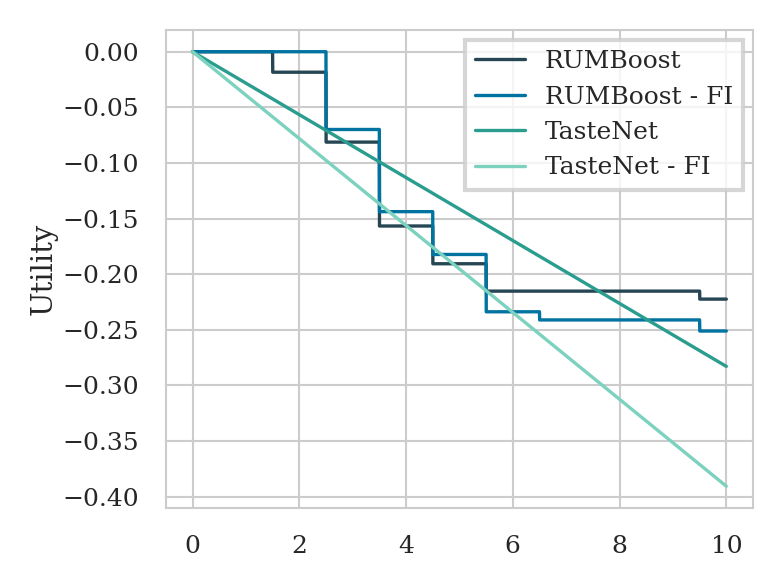 0.00
−0.05
−0.10
−0.15
−0.20
−0.25
−0.30
−0.35
−0.40
Utility
RUMBoost
RUMBoost - FI
TasteNet
TasteNet - FI
0 2 4 6 8 10